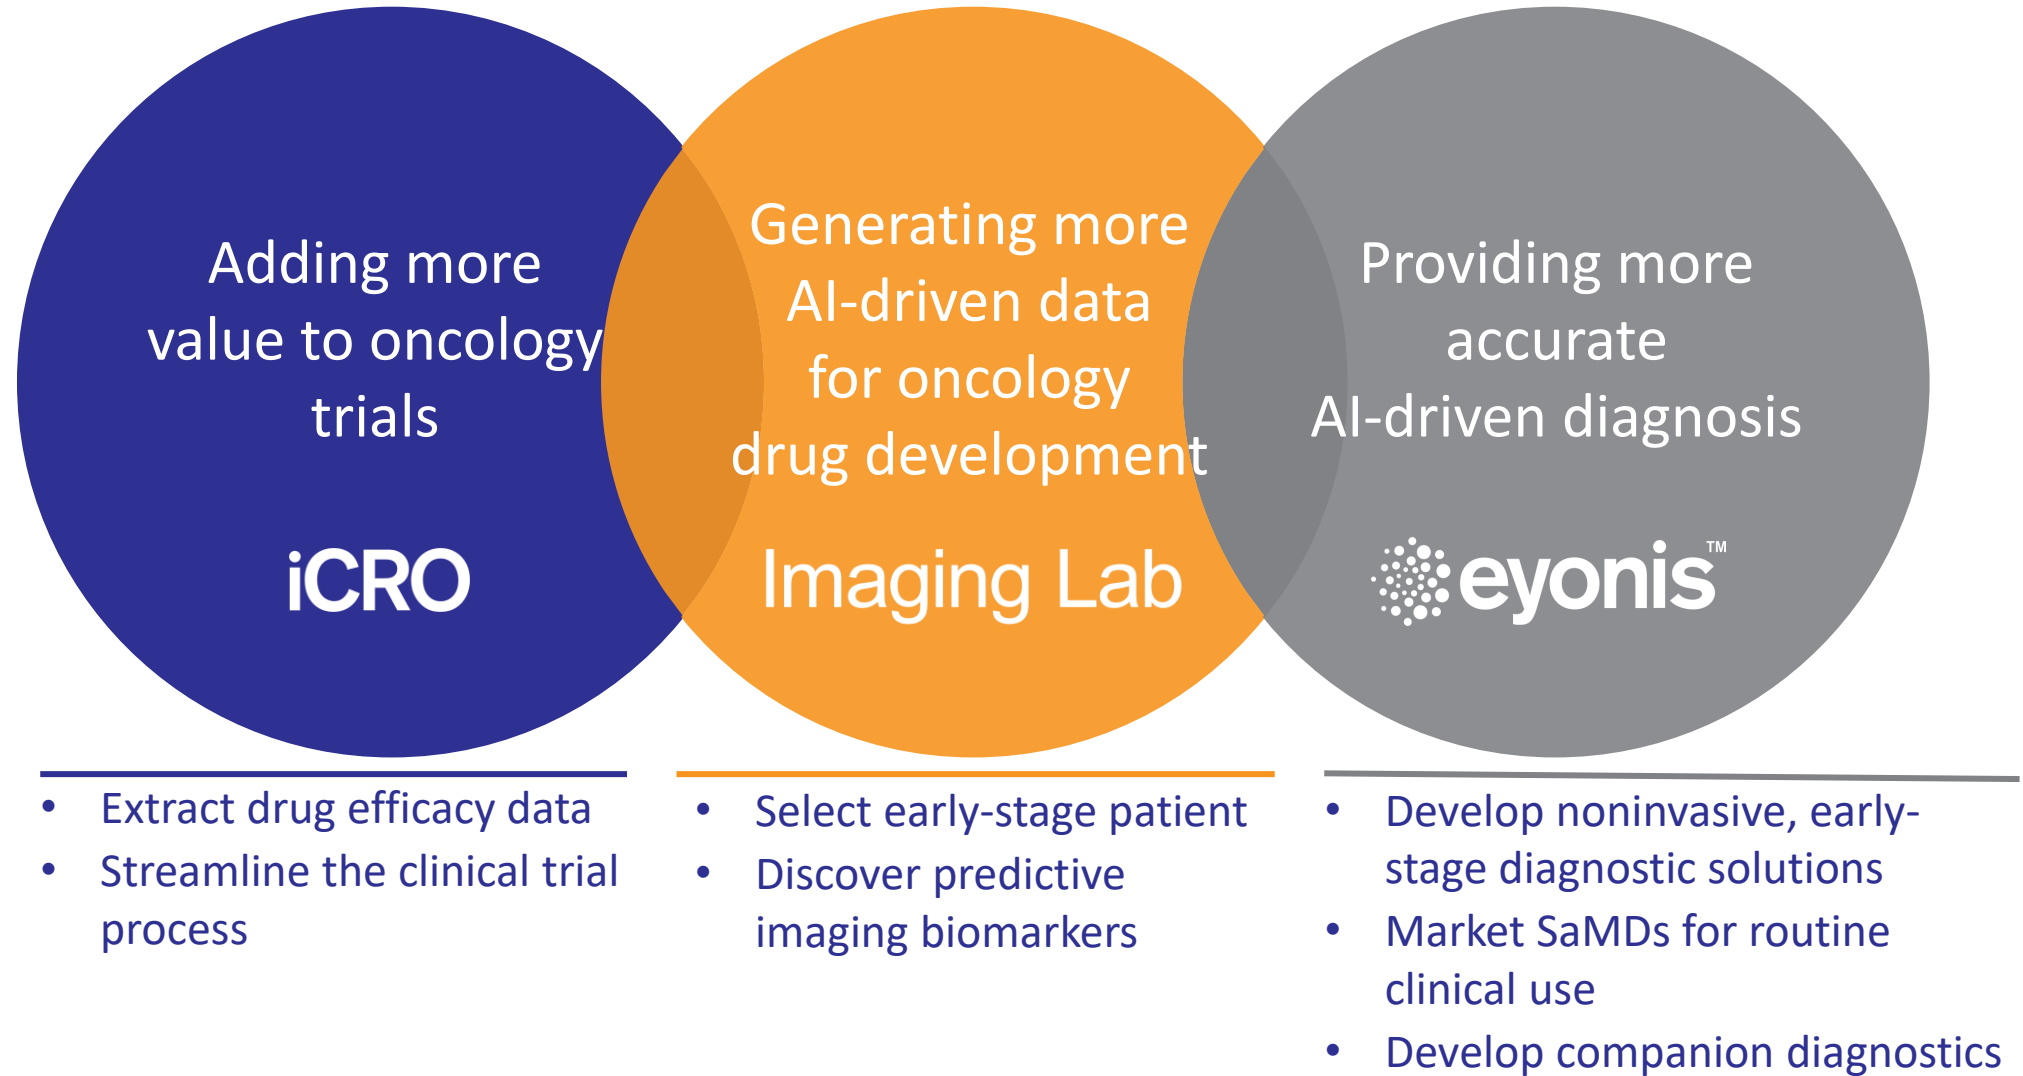 Adding more
value to oncology
trials
iCRO
Generating more
AI-driven data
for oncology
drug development
Imaging Lab
Providing more
accurate
AI-driven diagnosis
eyonis™
• Extract drug efficacy data
• Streamline the clinical trial
process
• Select early-stage patient
• Discover predictive
imaging biomarkers
• Develop noninvasive, early-
stage diagnostic solutions
• Market SaMDs for routine
clinical use
• Develop companion diagnostics